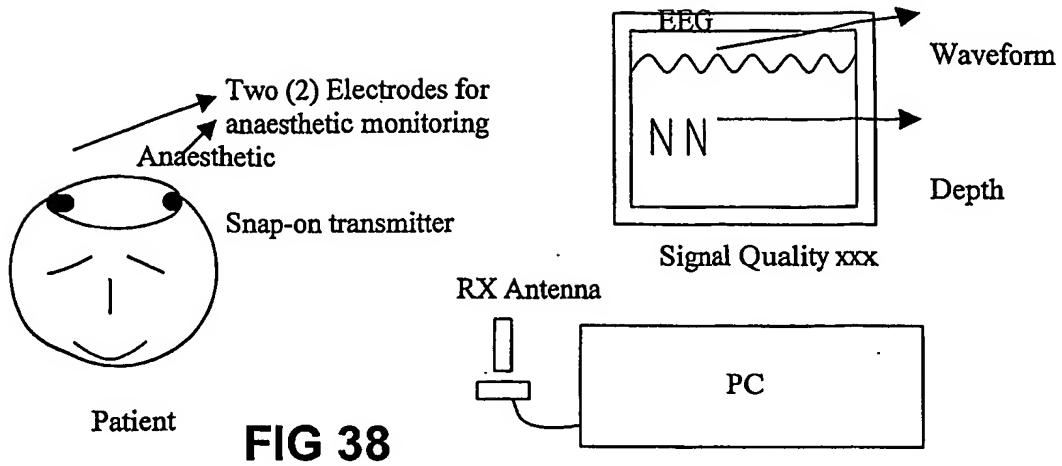 EEG
Waveform
Two (2) Electrodes for
anaesthetic monitoring
Anaesthetic
NN
Depth
Snap-on transmitter
Signal Quality xxx
RX Antenna
PC
Patient
FIG 38